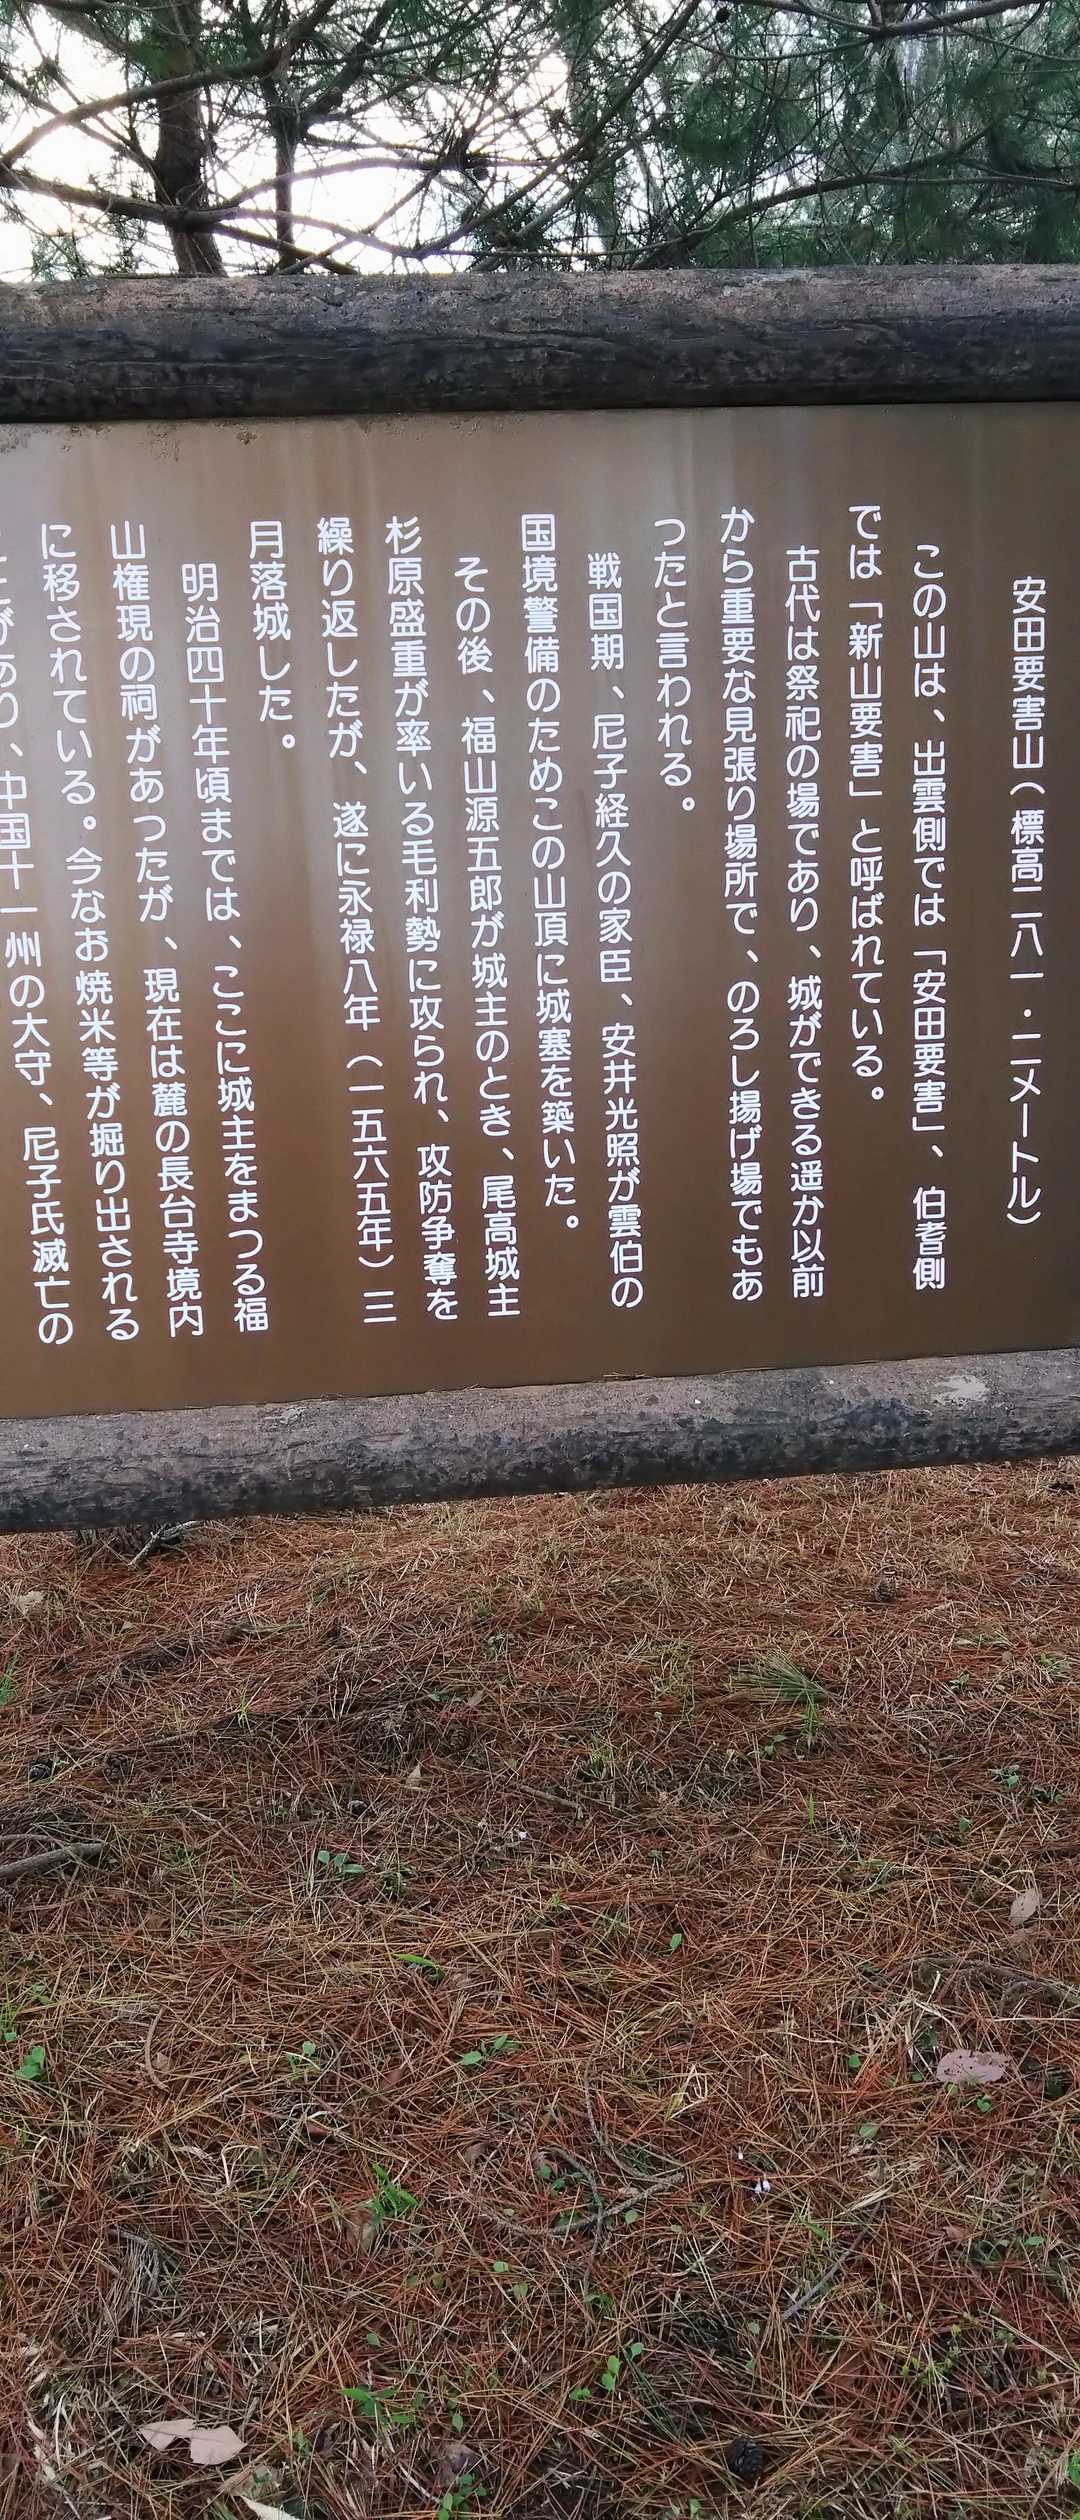 安田要害山（標高二八一・二メートル）
この山は、出雲側では「安田要害」、伯耆側
では「新山要害」と呼ばれている。
古代は祭祀の場であり、城ができる遥か以前
から重要な見張り場所で、のろし揚げ場でもあ
ったと言われる。
戦国期、尼子経久の家臣、安井光照が雲伯の
国境警備のためこの山頂に城塞を築いた。
その後、福山源五郎が城主のとき、尾高城主
杉原盛重が率いる毛利勢に攻られ、攻防争奪を
繰り返したが、遂に永禄八年（一五六五年）三
月落城した。
明治四十年頃までは、ここに城主をまつる福
山権現の祠があったが、現在は麓の長台寺境内
に移されている。今なお焼米等が掘り出される
ことがあり、中国十一州の大守、尼子氏滅亡の